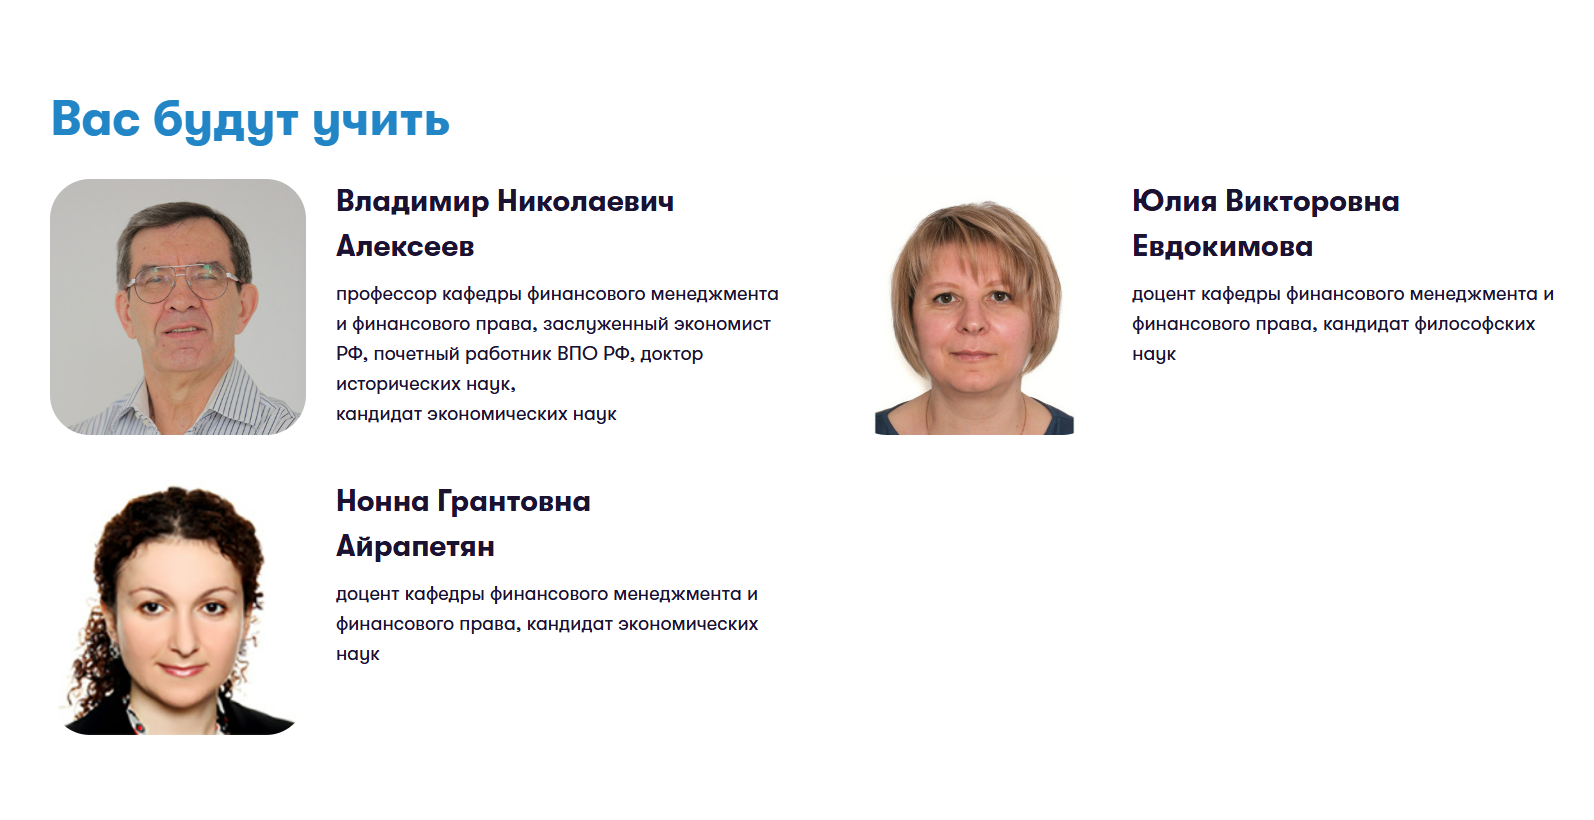 Вас будут учить
Владимир Николаевич
Алексеев
профессор кафедры финансового менеджмента
и финансового права, заслуженный экономист
РФ, почетный работник ВПО РФ, доктор
исторических наук,
кандидат экономических наук
Юлия Викторовна
Евдокимова
доцент кафедры финансового менеджмента и
финансового права, кандидат философских
наук
Нонна Грантовна
Айрапетян
доцент кафедры финансового менеджмента и
финансового права, кандидат экономических
наук